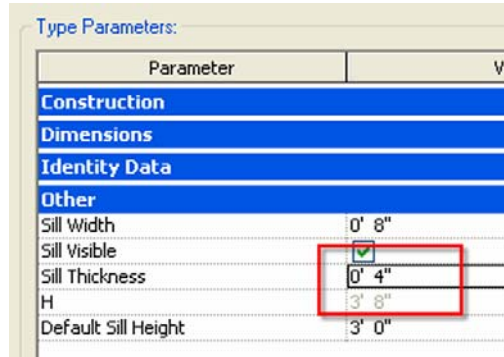 Type Parameters:
Parameter V
Construction
Dimensions
Identity Data
Other
Sill Width 0' 8"
Sill Visible
Sill Thickness 0' 4"
H 3' 8"
Default Sill Height 3' 0"